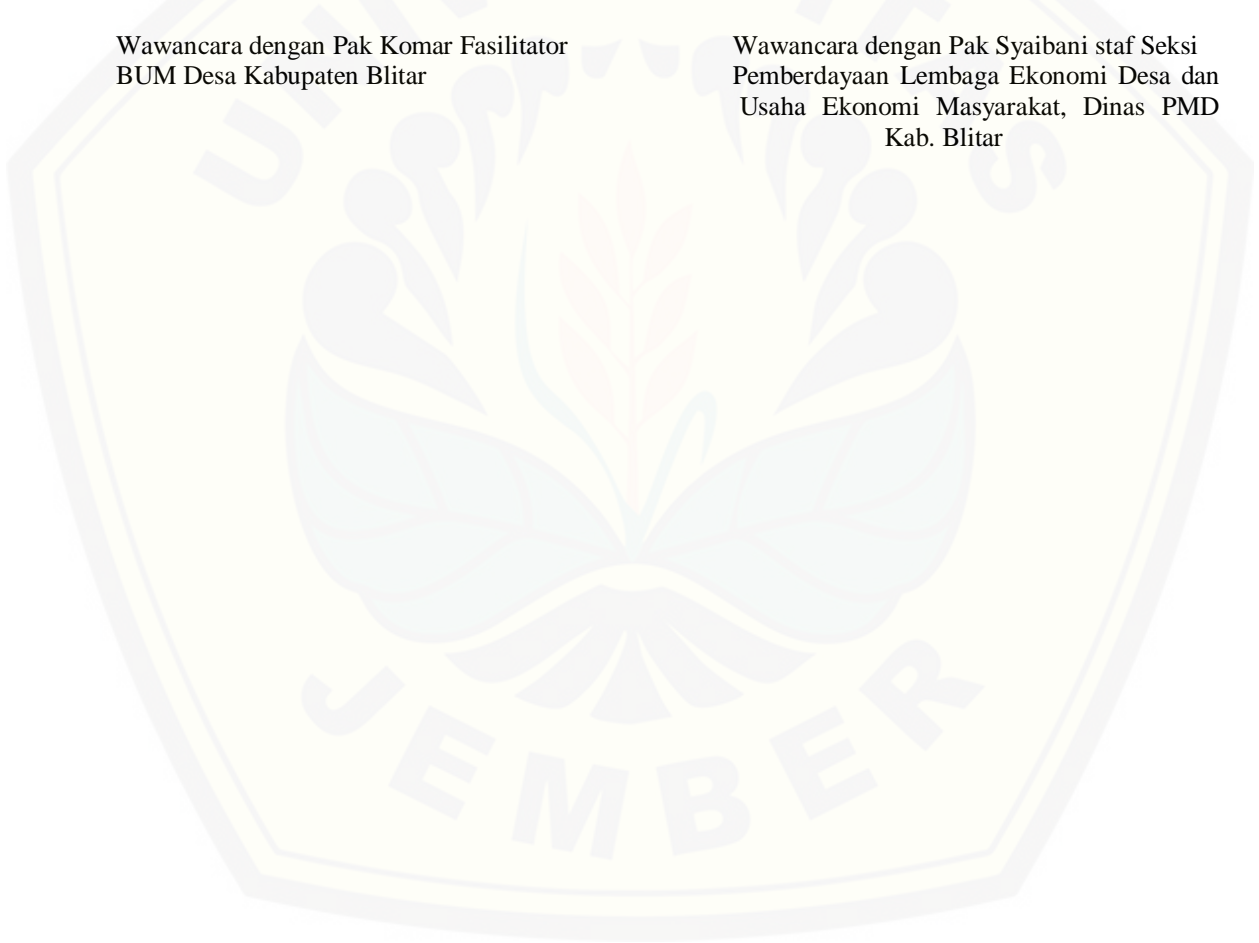 Wawancara dengan Pak Komar Fasilitator
BUM Desa Kabupaten Blitar
Wawancara dengan Pak Syaibani staf Seksi
Pemberdayaan Lembaga Ekonomi Desa dan
Usaha Ekonomi Masyarakat, Dinas PMD
Kab. Blitar
JEMBER